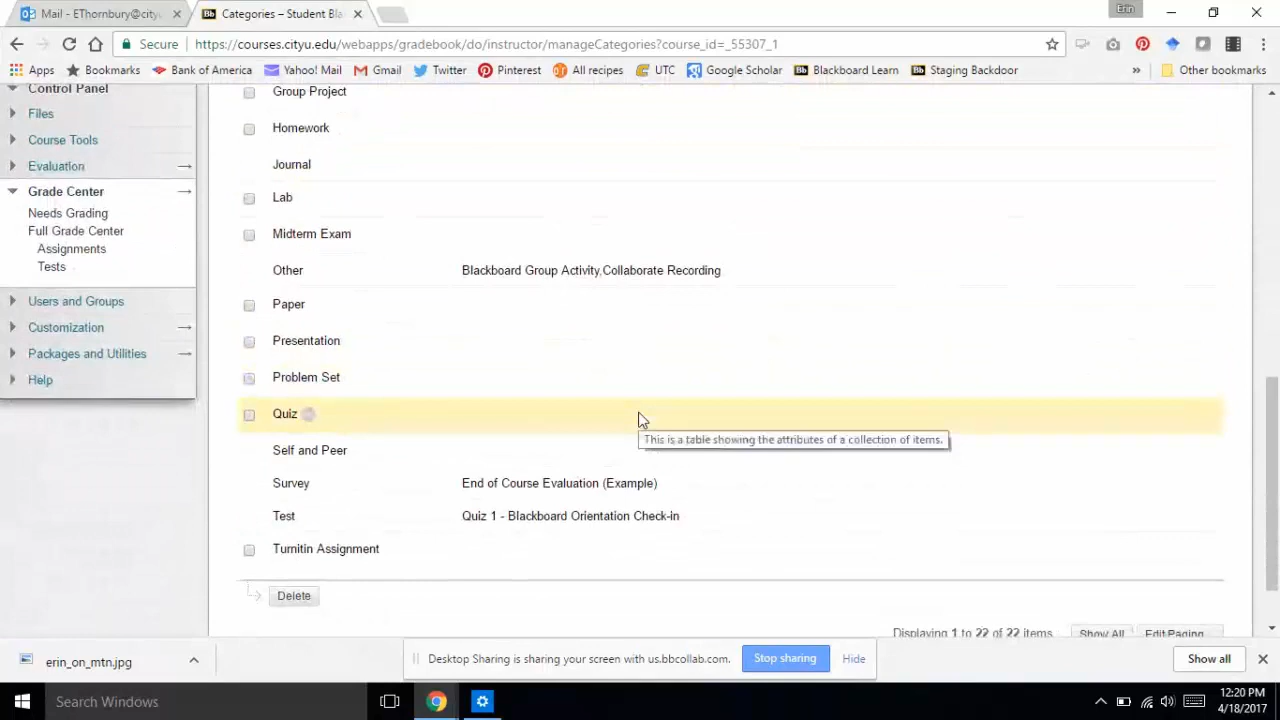 Mail - EThornbury@city
Categories – Student Bla
Erin
Secure
https://courses.cityu.edu/webapps/gradebook/do/instructor/manageCategories?course_id=_55307_1
Apps
Bookmarks
Bank of America
Yahoo! Mail
Gmail
Twitter
Pinterest
All recipes
UTC
Google Scholar
Blackboard Learn
Staging Backdoor
»
Other bookmarks
Control Panel
Files
Course Tools
Evaluation
Grade Center
Needs Grading
Full Grade Center
Assignments
Tests
Users and Groups
Customization
Packages and Utilities
Help
Group Project
Homework
Journal
Lab
Midterm Exam
Other Blackboard Group Activity,Collaborate Recording
Paper
Presentation
Problem Set
Quiz
This is a table showing the attributes of a collection of items.
Self and Peer
Survey End of Course Evaluation (Example)
Test Quiz 1 - Blackboard Orientation Check-in
Turnitin Assignment
Delete
Displaying 1 to 22 of 22 items
Show All
Edit Paging...
erin_on_mtn.jpg
Desktop Sharing is sharing your screen with us.bbcollab.com.
Stop sharing
Hide
Show all
Search Windows
12:20 PM
4/18/2017